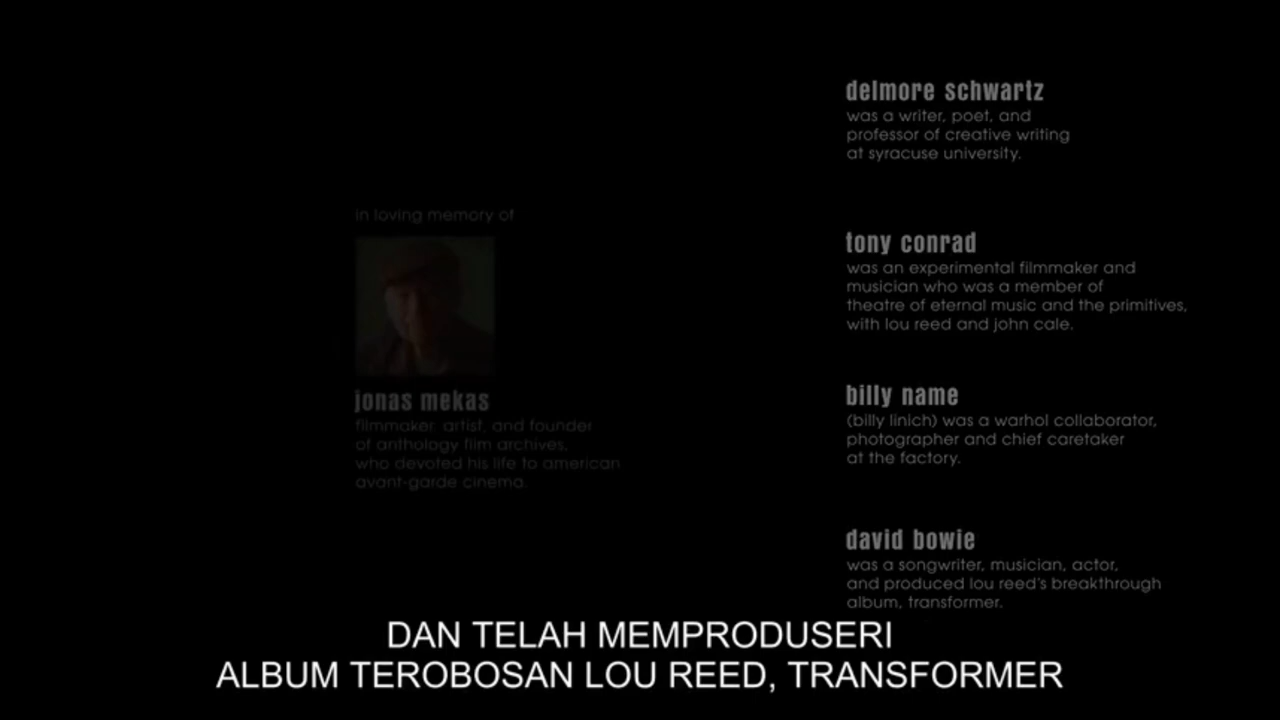 in loving memory of
jonas mekas
filmmaker, artist, and founder
of anthology film archives,
who devoted his life to american
avant-garde cinema.
delmore schwartz
was a writer, poet, and
professor of creative writing
at syracuse university.
tony conrad
was an experimental filmmaker and
musician who was a member of
theatre of eternal music and the primitives,
with lou reed and john cale.
billy name
(billy linich) was a warhol collaborator,
photographer and chief caretaker
at the factory.
david bowie
was a songwriter, musician, actor,
and produced lou reed's breakthrough
album, transformer.
DAN TELAH MEMPRODUSERI
ALBUM TEROBOSAN LOU REED, TRANSFORMER